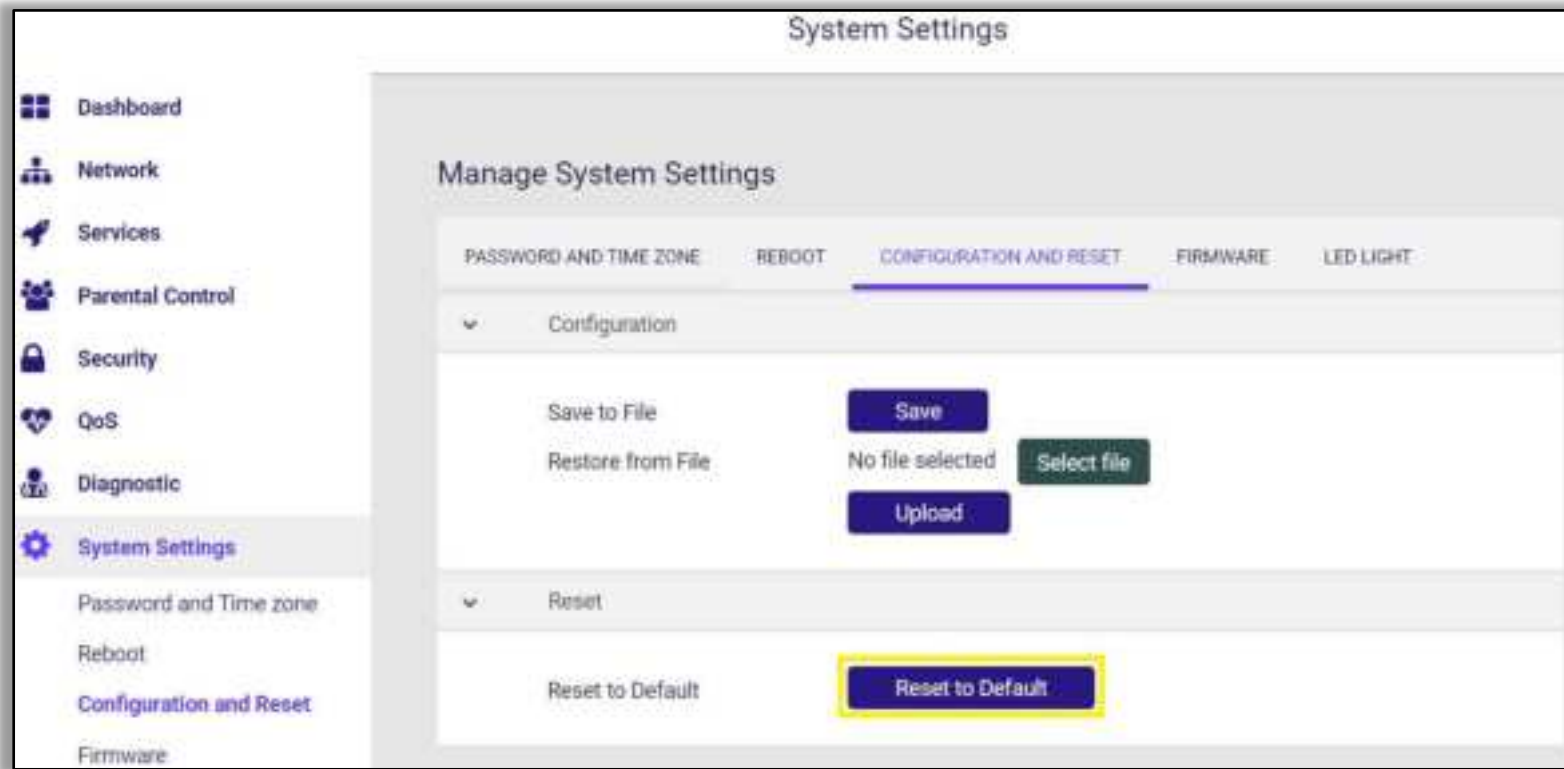 System Settings
Dashboard
Network
Services
Parental Control
Security
QoS
Diagnostic
System Settings
Password and Time zone
Reboot
Configuration and Reset
Firmware
Manage System Settings
PASSWORD AND TIME ZONE REBOOT CONFIGURATION AND RESET FIRMWARE LED LIGHT
Configuration
Save to File Save
Restore from File No file selected Select file
Upload
Reset
Reset to Default Reset to Default